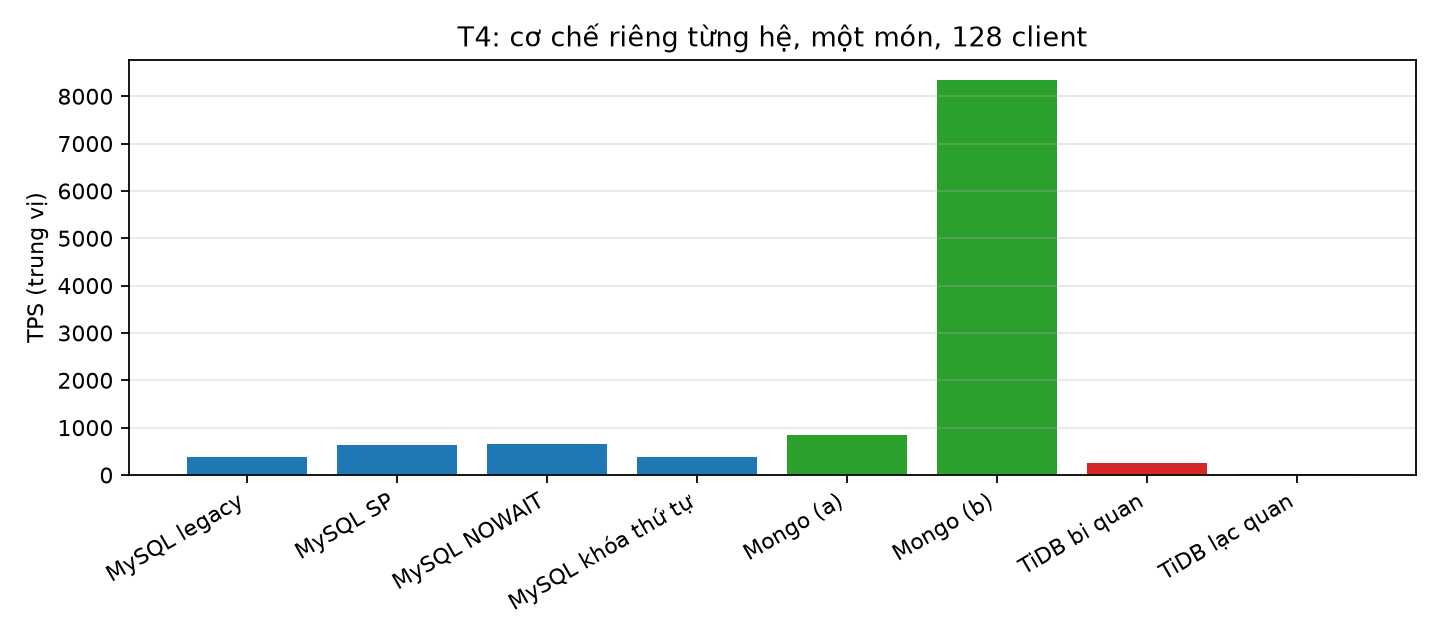 T4: cơ chế riêng từng hệ, một món, 128 client
TPS (trung vị)
8000
7000
6000
5000
4000
3000
2000
1000
0
MySQL legacy
MySQL SP
MySQL NOWAIT
MySQL khóa thứ tự
Mongo (a)
Mongo (b)
TiDB bi quan
TiDB lạc quan